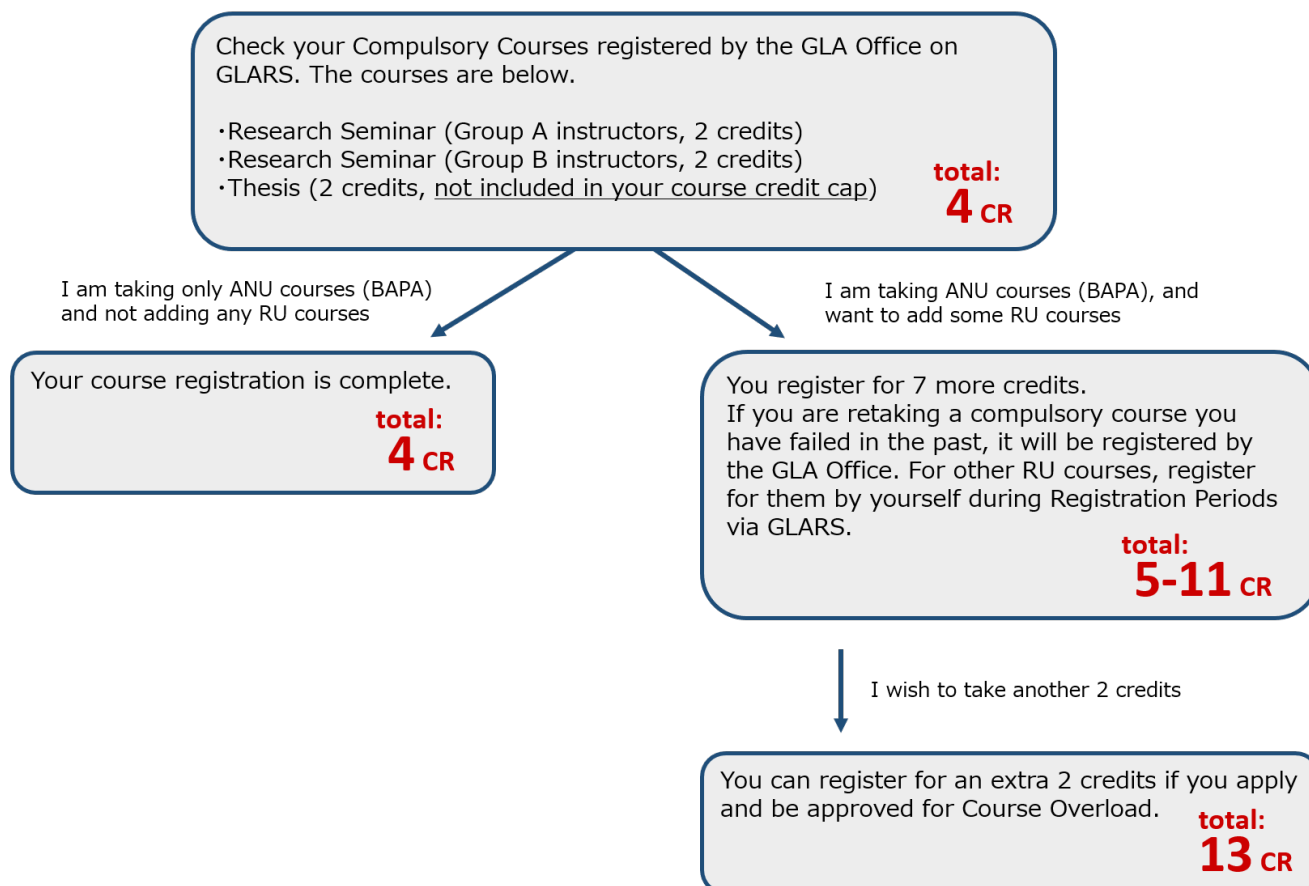 Check your Compulsory Courses registered by the GLA Office on
GLARS. The courses are below.
・Research Seminar (Group A instructors, 2 credits)
・Research Seminar (Group B instructors, 2 credits)
・Thesis (2 credits, not included in your course credit cap)
total:
4 CR
I am taking only ANU courses (BAPA)
and not adding any RU courses
I am taking ANU courses (BAPA), and
want to add some RU courses
Your course registration is complete.
total:
4 CR
You register for 7 more credits.
If you are retaking a compulsory course you
have failed in the past, it will be registered by
the GLA Office. For other RU courses, register
for them by yourself during Registration Periods
via GLARS.
total:
5-11 CR
I wish to take another 2 credits
You can register for an extra 2 credits if you apply
and be approved for Course Overload.
total:
13 CR